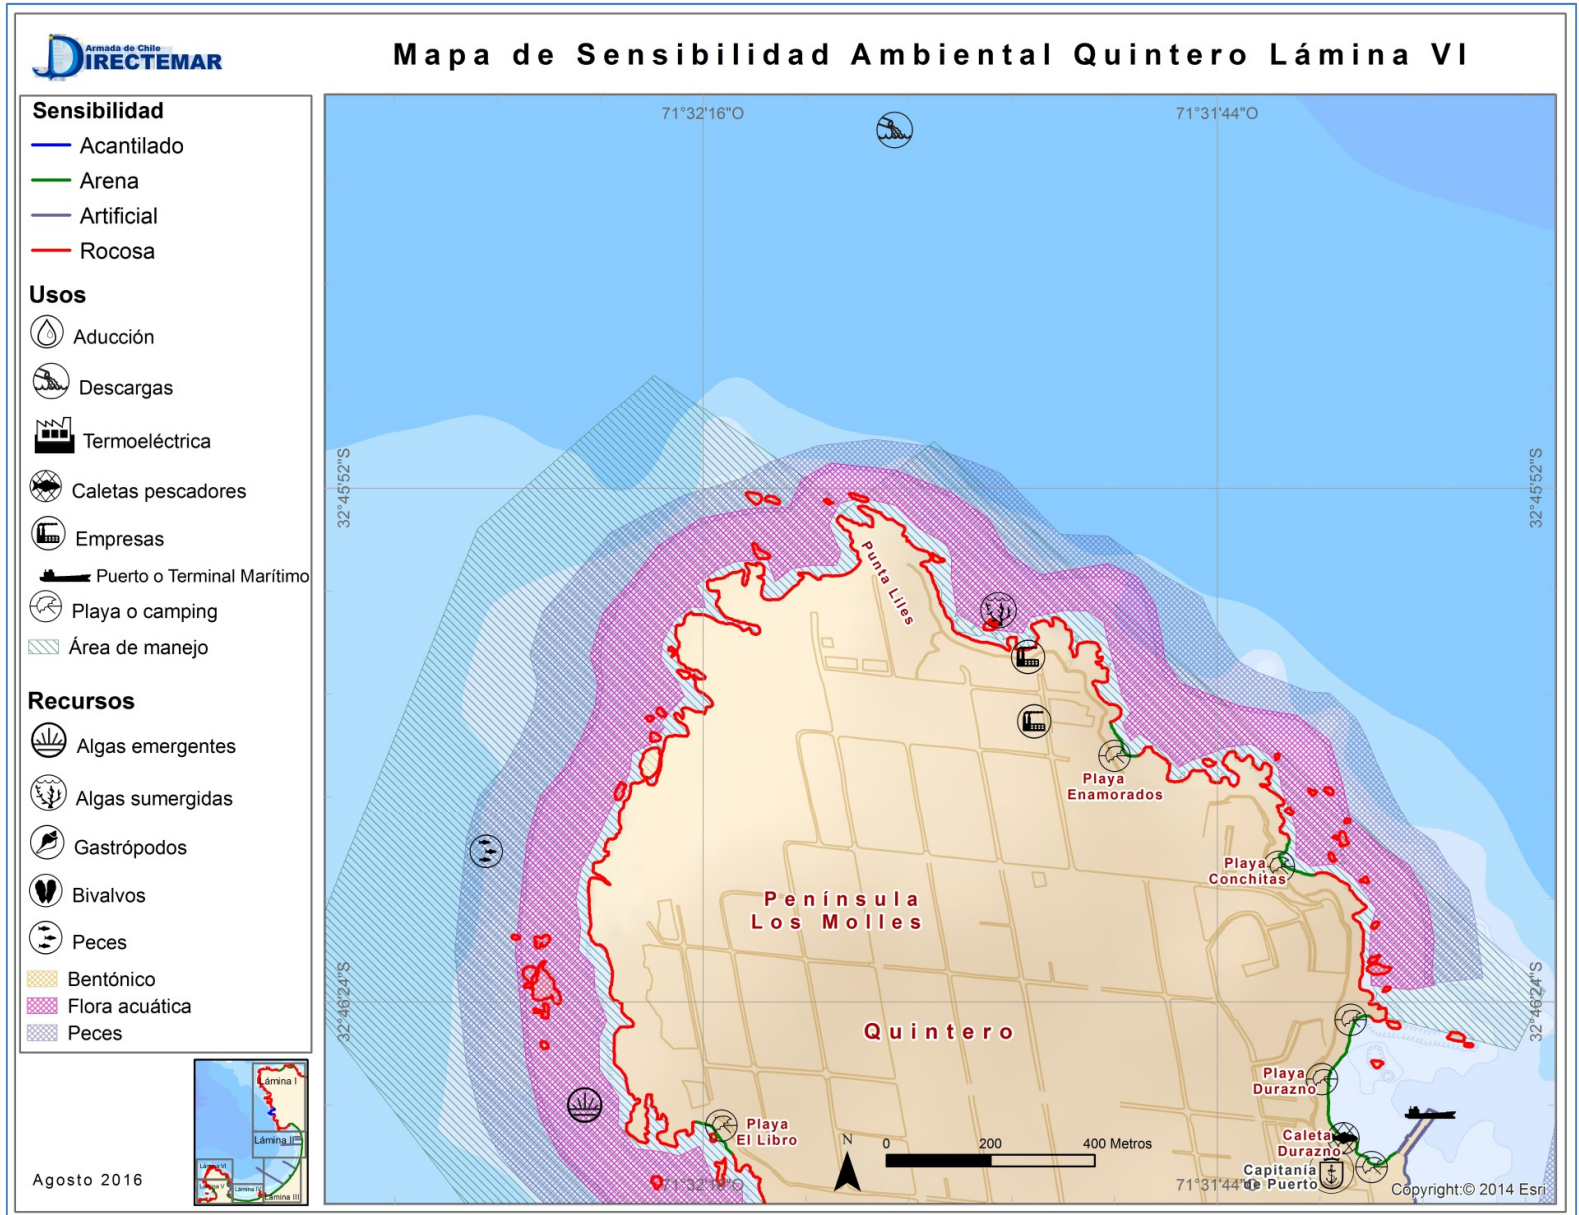 Armada de Chile
DIRECTEMAR
Mapa de Sensibilidad Ambiental Quintero Lámina VI
Sensibilidad
Acantilado
Arena
Artificial
Rocosa
Usos
Aducción
Descargas
Termoeléctrica
Caletas pescadores
Empresas
Puerto o Terminal Marítimo
Playa o camping
Área de manejo
Recursos
Algas emergentes
Algas sumergidas
Gastrópodos
Bivalvos
Peces
Bentónico
Flora acuática
Peces
Lámina I
Lámina II
Lámina VI
Lámina V
Lámina IV
Lámina III
Agosto 2016
71°32'16"O
71°31'44"O
32°45'52"S
32°45'52"S
Punta Liles
Playa
Enamorados
Playa
Conchitas
Península
Los Molles
32°46'24"S
32°46'24"S
Quintero
Playa
Durazno
Playa
El Libro
Caleta
Durazno
Capitanía
de Puerto
N
0 200 400 Metros
71°32'16"O
71°31'44"O
Copyright:© 2014 Esri